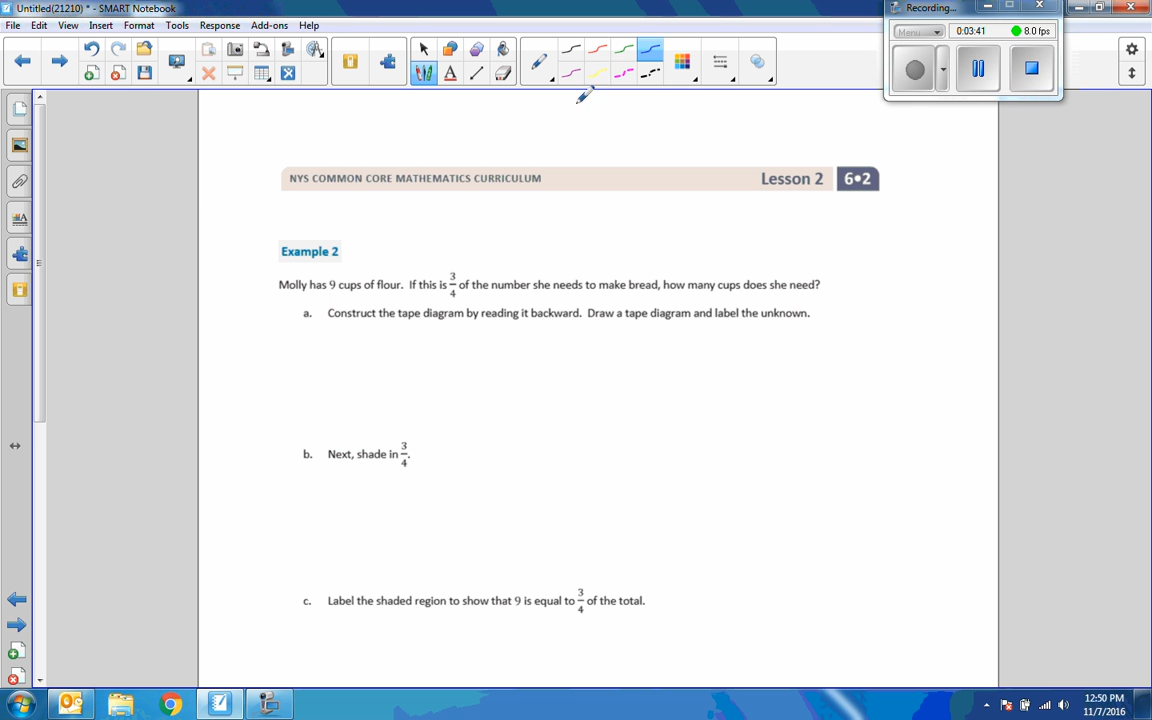 Untitled(21210) * - SMART Notebook
Recording...
File Edit View Insert Format Tools Response Add-ons Help
Menu
0:03:41
8.0 fps
NYS COMMON CORE MATHEMATICS CURRICULUM
Lesson 2
6•2
Example 2
Molly has 9 cups of flour. If this is 3/4 of the number she needs to make bread, how many cups does she need?
a. Construct the tape diagram by reading it backward. Draw a tape diagram and label the unknown.
b. Next, shade in 3/4.
c. Label the shaded region to show that 9 is equal to 3/4 of the total.
12:50 PM
11/7/2016